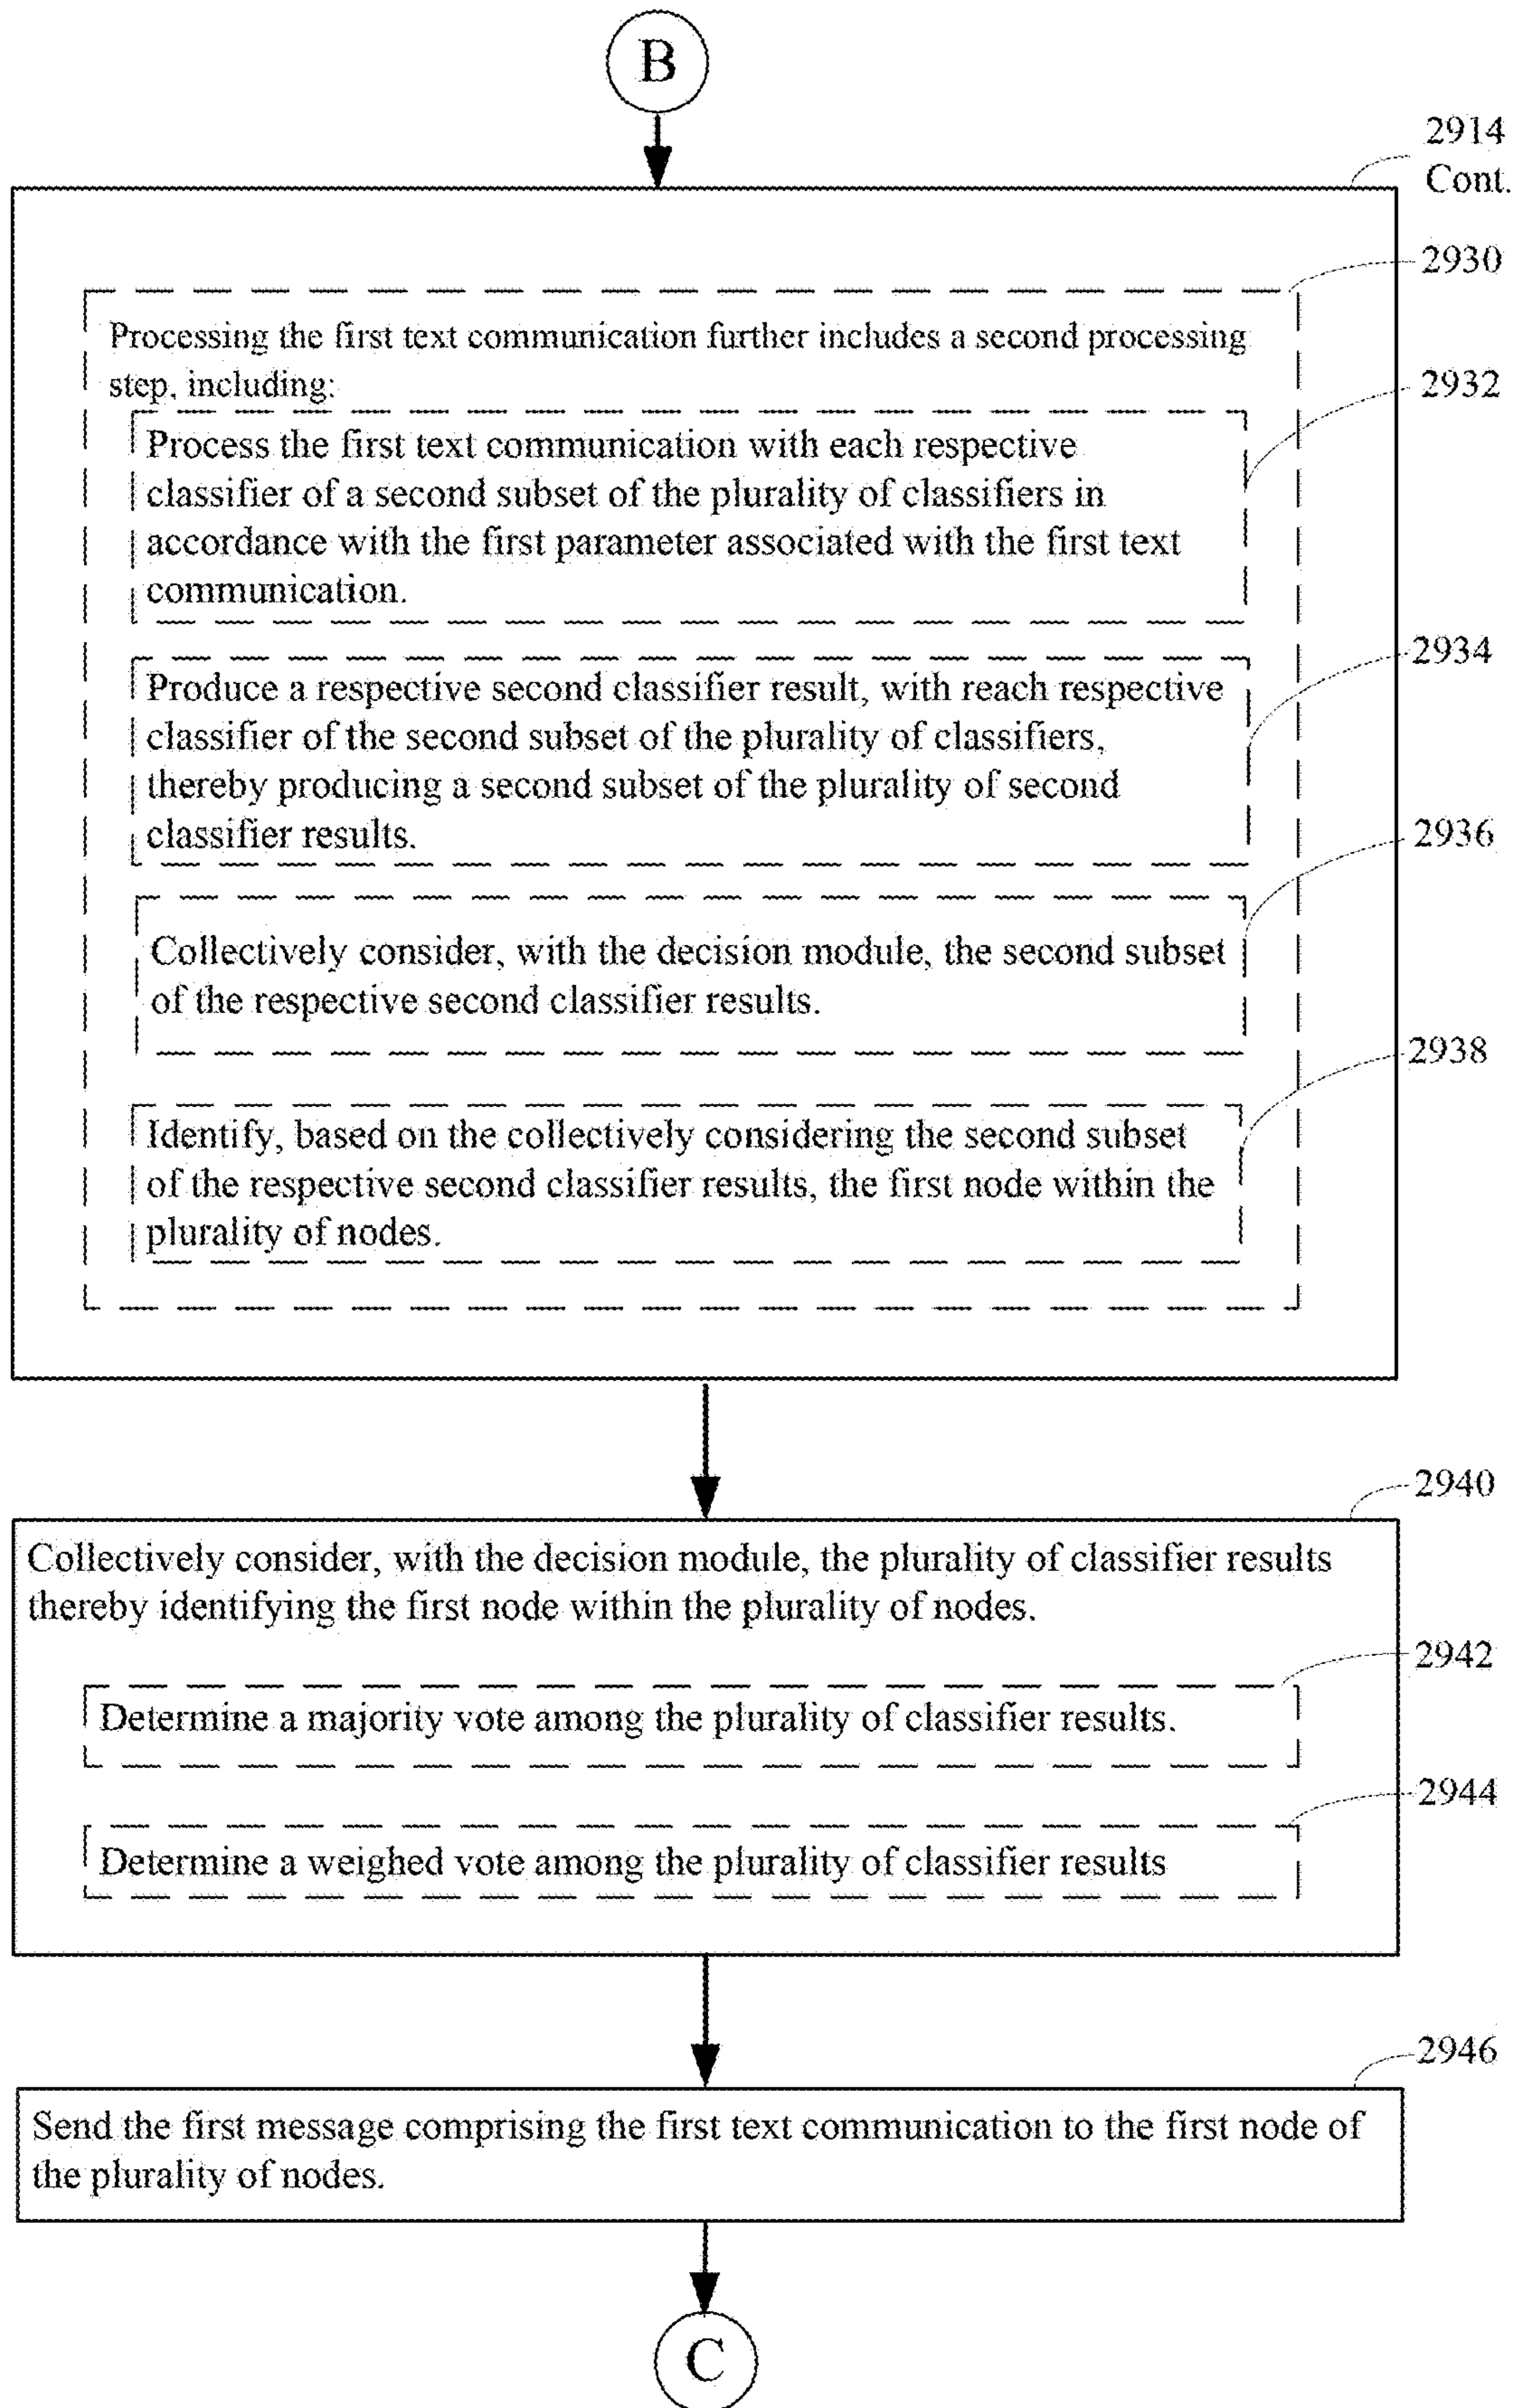 B
2914
Cont.
2930
Processing the first text communication further includes a second processing
step, including:
2932
Process the first text communication with each respective
classifier of a second subset of the plurality of classifiers in
accordance with the first parameter associated with the first text
communication.
2934
Produce a respective second classifier result, with reach respective
classifier of the second subset of the plurality of classifiers,
thereby producing a second subset of the plurality of second
classifier results.
2936
Collectively consider, with the decision module, the second subset
of the respective second classifier results.
2938
Identify, based on the collectively considering the second subset
of the respective second classifier results, the first node within the
plurality of nodes.
2940
Collectively consider, with the decision module, the plurality of classifier results
thereby identifying the first node within the plurality of nodes.
2942
Determine a majority vote among the plurality of classifier results.
2944
Determine a weighed vote among the plurality of classifier results
2946
Send the first message comprising the first text communication to the first node of
the plurality of nodes.
C